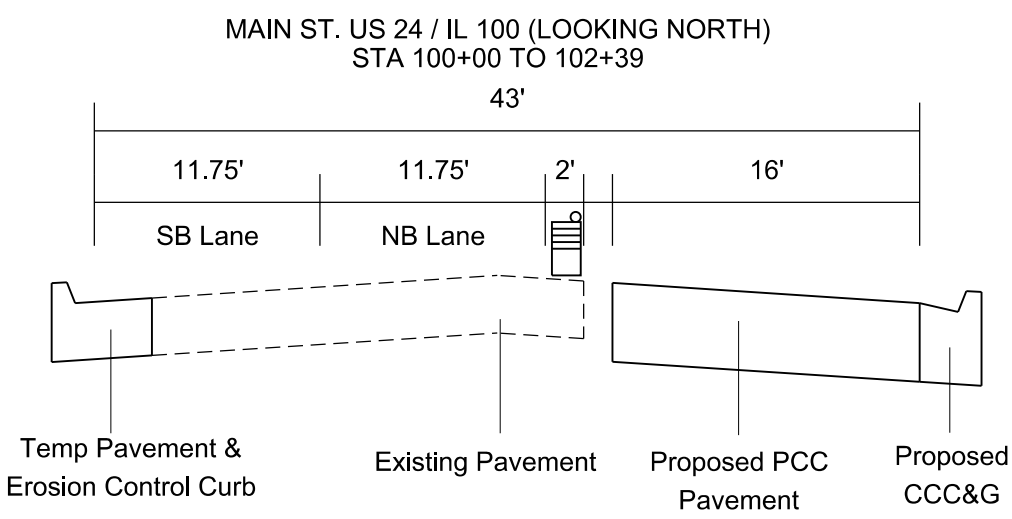 MAIN ST. US 24 / IL 100 (LOOKING NORTH)
STA 100+00 TO 102+39
43'
11.75' 11.75' 2' 16'
SB Lane NB Lane
Temp Pavement &
Erosion Control Curb
Existing Pavement
Proposed PCC
Pavement
Proposed
CCC&G